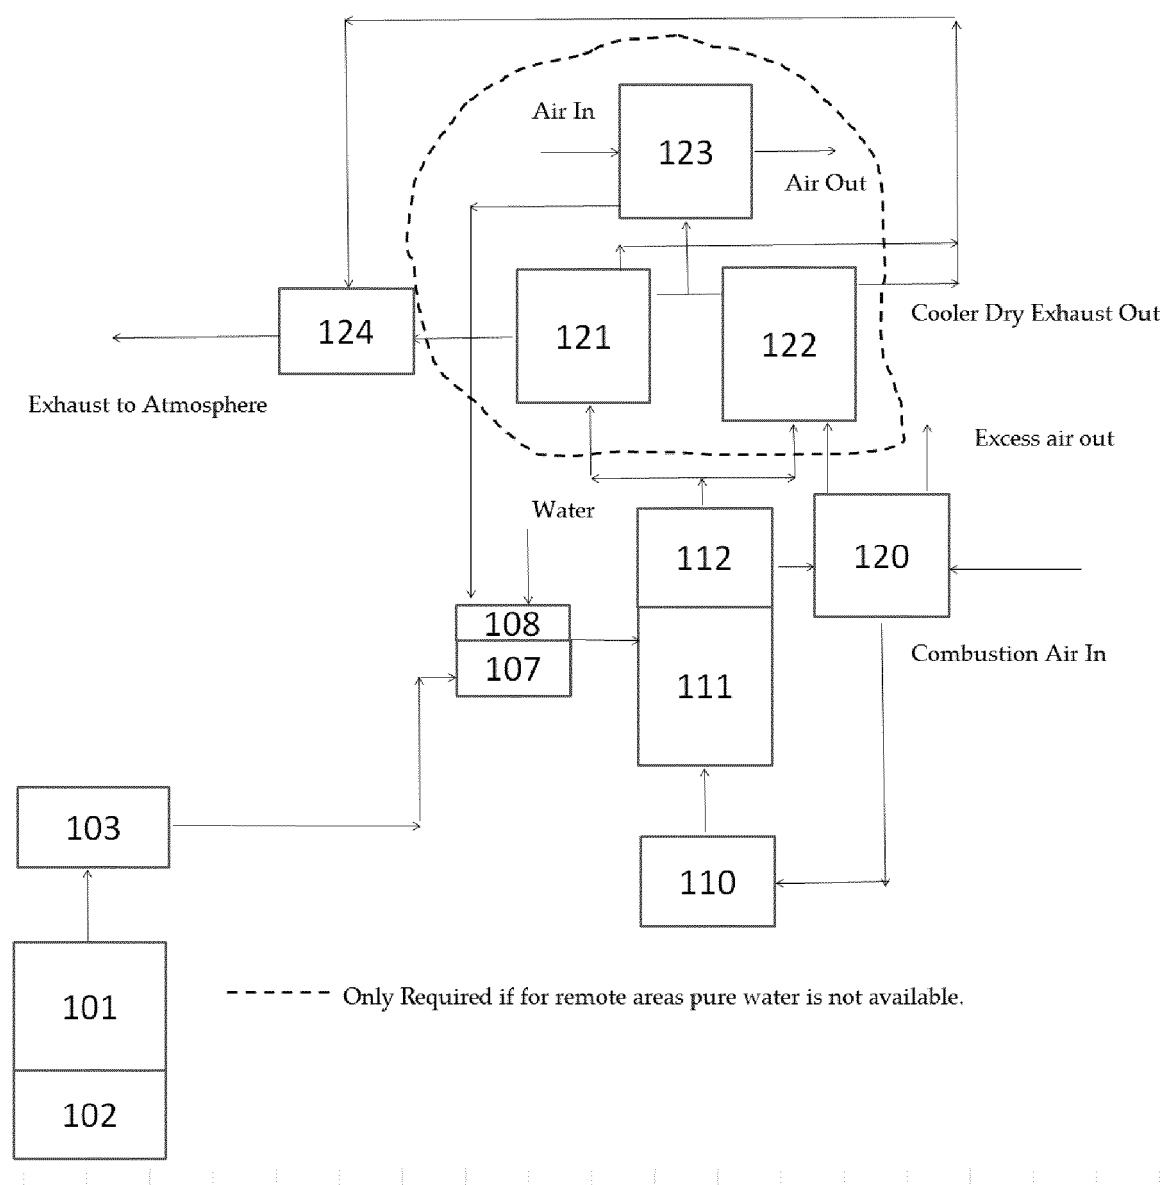 Air In
123
Air Out
124
121
122
Cooler Dry Exhaust Out
Exhaust to Atmosphere
Excess air out
Water
112
120
108
107
111
Combustion Air In
103
110
101
Only Required if for remote areas pure water is not available.
102